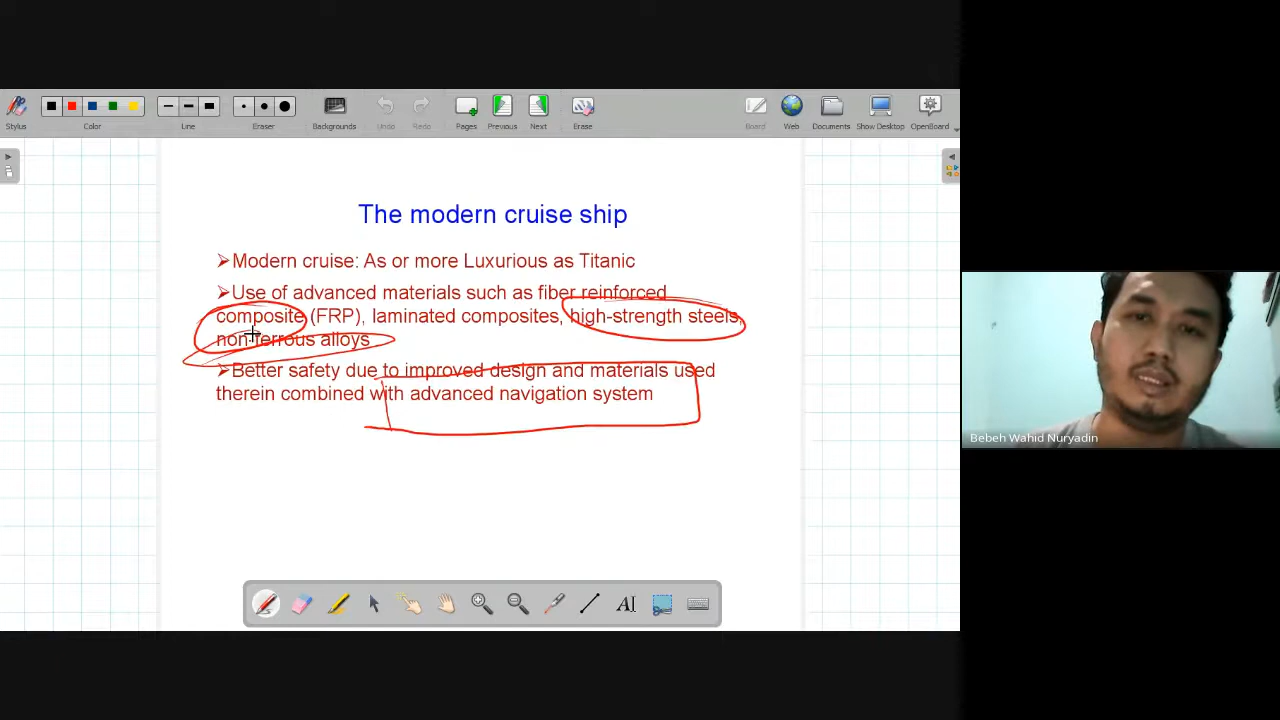 Stylus
Color
Line
Eraser
Backgrounds
Undo
Redo
Pages
Previous
Next
Erase
Board
Web
Documents
Show Desktop
OpenBoard
The modern cruise ship
➢Modern cruise: As or more Luxurious as Titanic
➢Use of advanced materials such as fiber reinforced
composite (FRP), laminated composites, high-strength steels,
non-ferrous alloys
➢Better safety due to improved design and materials used
therein combined with advanced navigation system
Bebeh Wahid Nuryadin
AI